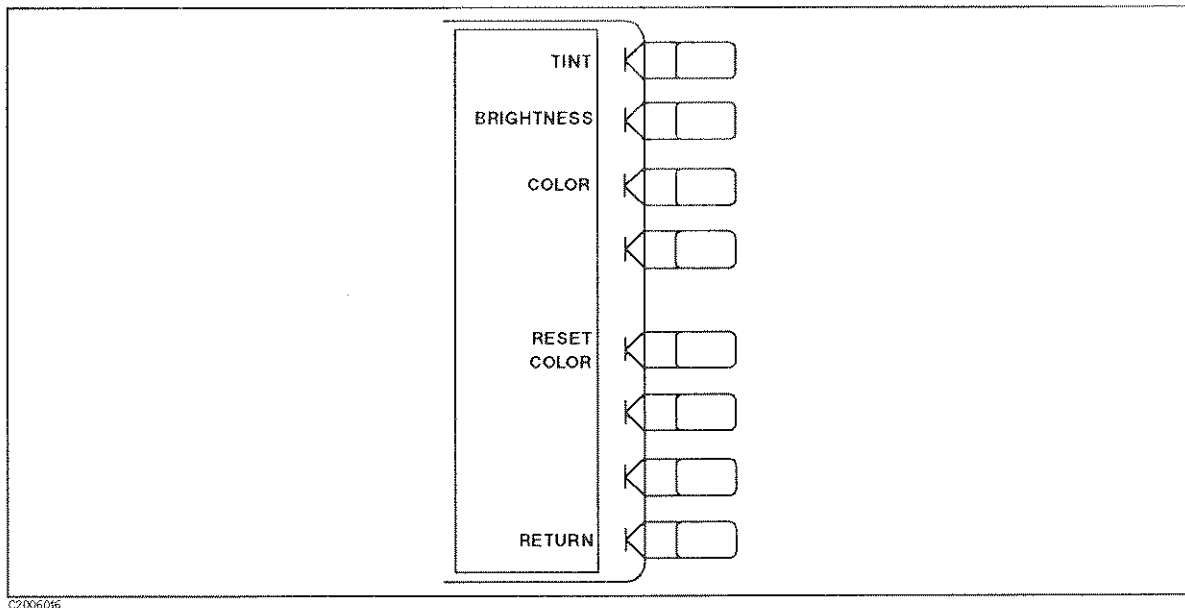 TINT
BRIGHTNESS
COLOR
RESET
COLOR
RETURN
C2006016